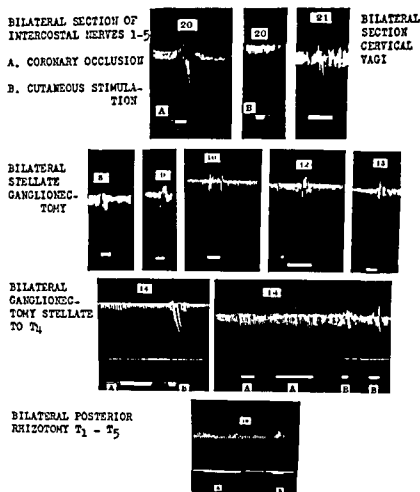 BILATERAL SECTION OF
INTERCOSTAL NERVES 1-5
A. CORONARY OCCLUSION
B. CUTANEOUS STIMULA-
TION
20
A
20
B
21
BILATERAL
SECTION
CERVICAL
VAGI
BILATERAL
STELLATE
GANGLIONEC-
TOMY
8
9
10
12
13
BILATERAL
GANGLIONEC-
TOMY STELLATE
TO T4
14
A
B
A
A
B
B
BILATERAL POSTERIOR
RHIZOTOMY T1 - T5
A
A